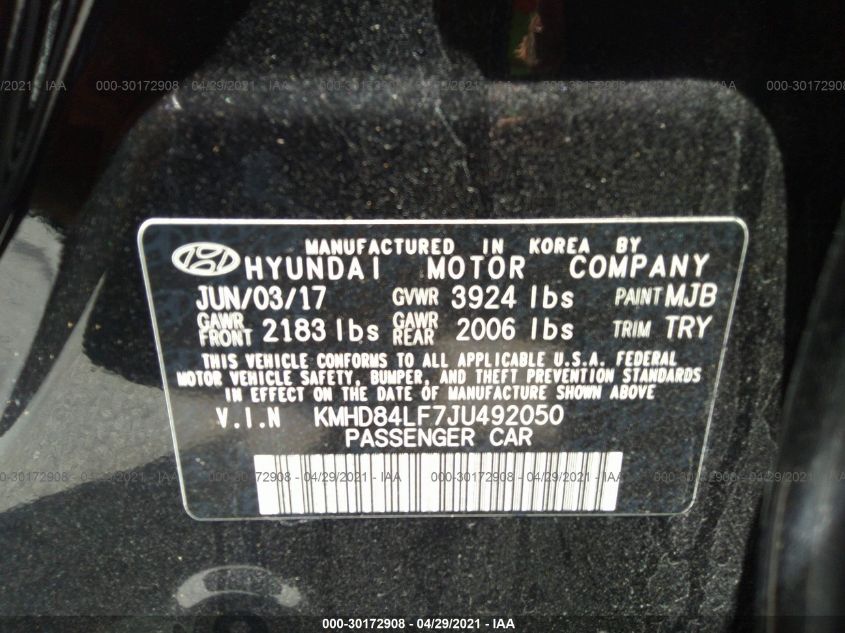 000-30172908 - 04/29/2021 - IAA
MANUFACTURED IN KOREA BY
HYUNDAI MOTOR COMPANY
JUN/03/17 GVWR 3924 lbs PAINT MJB
GAWR FRONT 2183 lbs GAWR REAR 2006 lbs TRIM TRY
THIS VEHICLE CONFORMS TO ALL APPLICABLE U.S.A. FEDERAL
MOTOR VEHICLE SAFETY, BUMPER, AND THEFT PREVENTION STANDARDS
IN EFFECT ON THE DATE OF MANUFACTURE SHOWN ABOVE
V.I.N KMHD84LF7JU492050
PASSENGER CAR
000-30172908 - 04/29/2021 - IAA
000-30172908 - 04/29/2021 - IAA